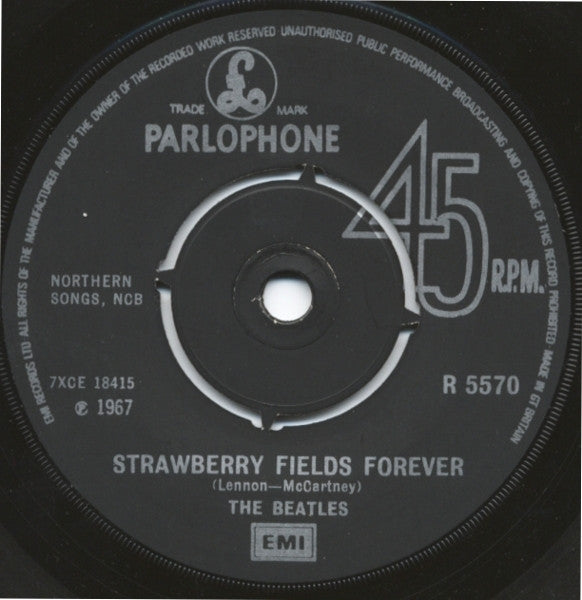 EMI RECORDS LTD ALL RIGHTS OF THE MANUFACTURER AND OF THE OWNER OF THE RECORDED WORK RESERVED UNAUTHORISED PUBLIC PERFORMANCE BROADCASTING AND COPYING OF THIS RECORD PROHIBITED · MADE IN GT BRITAIN
£
TRADE MARK
PARLOPHONE
45
R.P.M.
NORTHERN
SONGS, NCB
7XCE 18415
℗ 1967
R 5570
STRAWBERRY FIELDS FOREVER
(Lennon—McCartney)
THE BEATLES
EMI